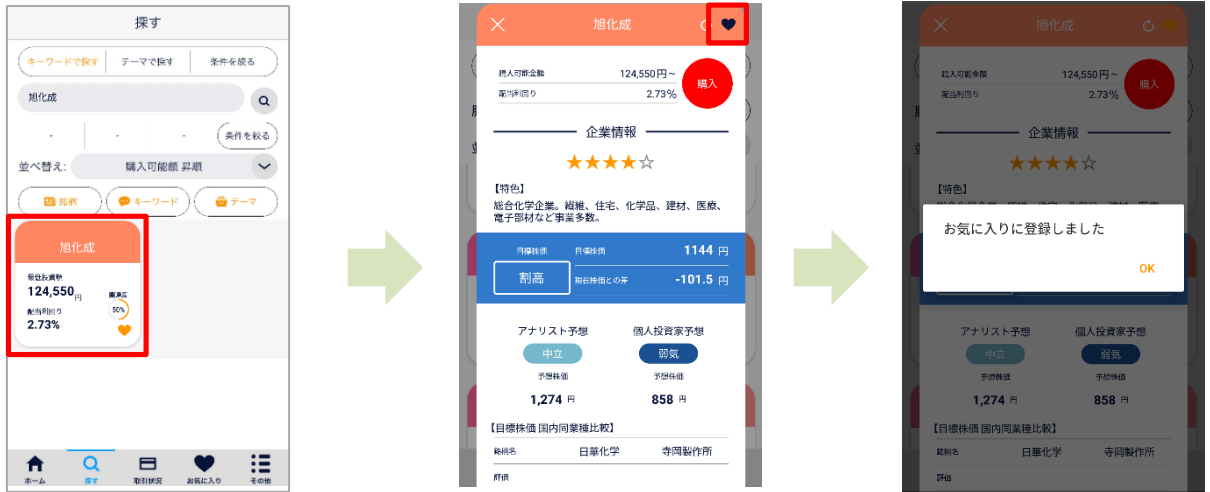 探す
キーワードで探す テーマで探す 条件を絞る
旭化成
- - - 条件を絞る
並べ替え: 購入可能額 昇順
銘柄 キーワード テーマ
旭化成
最低投資額
124,550円
配当利回り 50%
2.73%
ホーム 探す 取引状況 お気に入り その他
旭化成
購入可能金額 124,550円~
配当利回り 2.73%
購入
企業情報
★★★★☆
【特色】
総合化学企業。繊維、住宅、化学品、建材、医療、
電子部材など事業多数。
目標株価 目標株価 1144 円
割高 現在株価との差 -101.5 円
アナリスト予想 個人投資家予想
中立 弱気
予想株価 予想株価
1,274 円 858 円
【目標株価 国内同業種比較】
銘柄名 日華化学 寺岡製作所
評価
旭化成
購入可能金額 124,550円~
配当利回り 2.73%
購入
企業情報
★★★★☆
【特色】
お気に入りに登録しました
OK
アナリスト予想 個人投資家予想
中立 弱気
予想株価 予想株価
1,274 円 858 円
【目標株価 国内同業種比較】
銘柄名 日華化学 寺岡製作所
評価